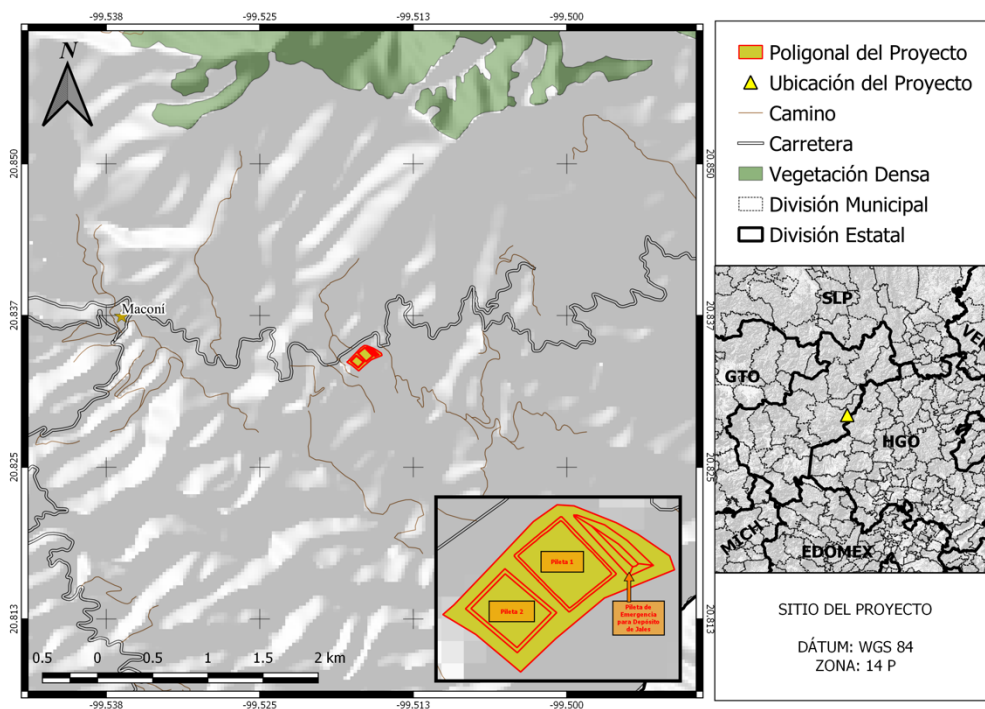 -99.538
-99.525
-99.513
-99.500
N
20.850
20.850
Maconí
20.837
20.837
20.825
20.825
20.813
20.813
Pileta 1
Pileta 2
Pileta de
Emergencia
para Depósito
de Jales
0.5 0 0.5 1 1.5 2 km
-99.538
-99.525
-99.513
-99.500
Poligonal del Proyecto
Ubicación del Proyecto
Camino
Carretera
Vegetación Densa
División Municipal
División Estatal
SLP
VER
GTO
HGO
MICH
EDOMEX
SITIO DEL PROYECTO
DÁTUM: WGS 84
ZONA: 14 P